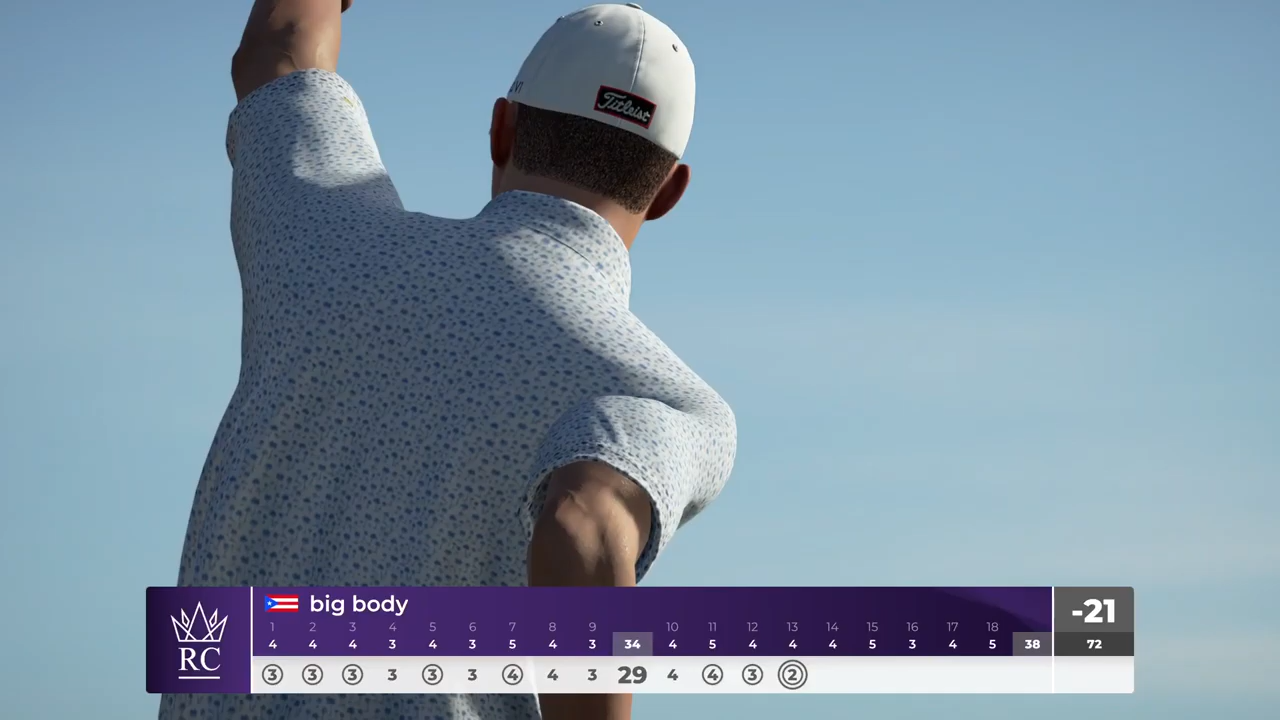 Titleist
big body
-21
1 2 3 4 5 6 7 8 9 10 11 12 13 14 15 16 17 18
4 4 4 3 4 3 5 4 3 34 4 5 4 4 4 5 3 4 5 38 72
RC
3 3 3 3 3 3 4 4 3 29 4 4 3 2